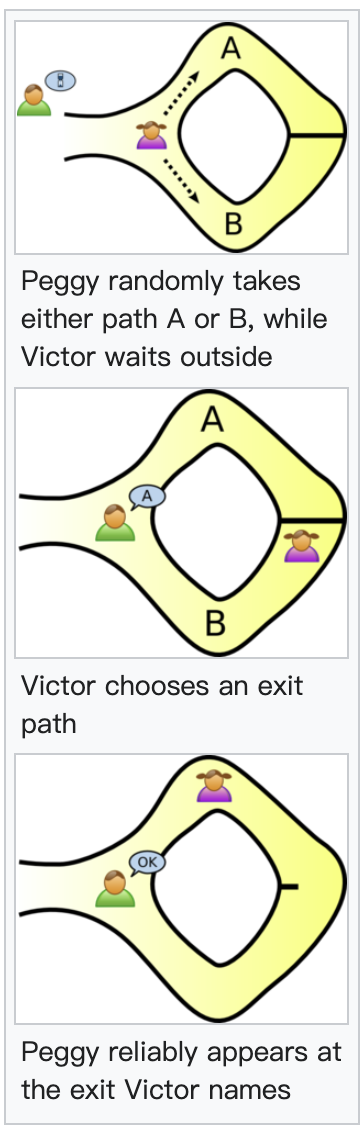 A
B
Peggy randomly takes
either path A or B, while
Victor waits outside
A
A
B
Victor chooses an exit
path
OK
Peggy reliably appears at
the exit Victor names